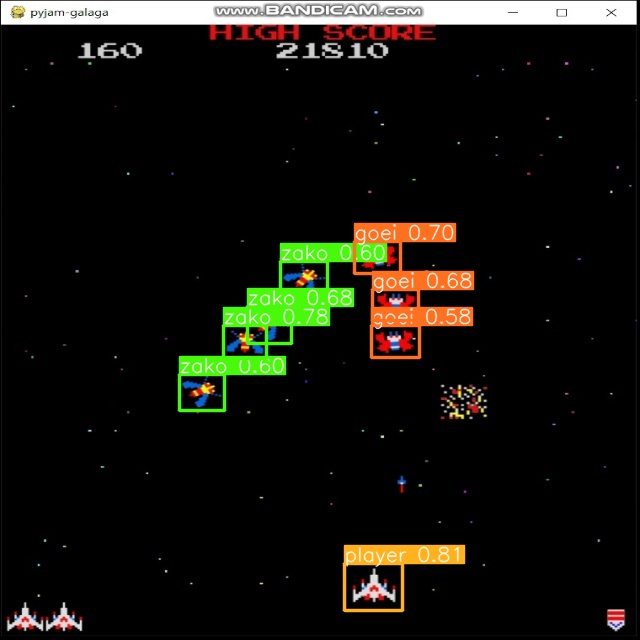 pyjam-galaga
WWW.BANDICAM.COM
HIGH SCORE
160
21810
goei 0.70
zako 0.60
goei 0.68
zako 0.68
zako 0.78
goei 0.58
zako 0.60
player 0.81